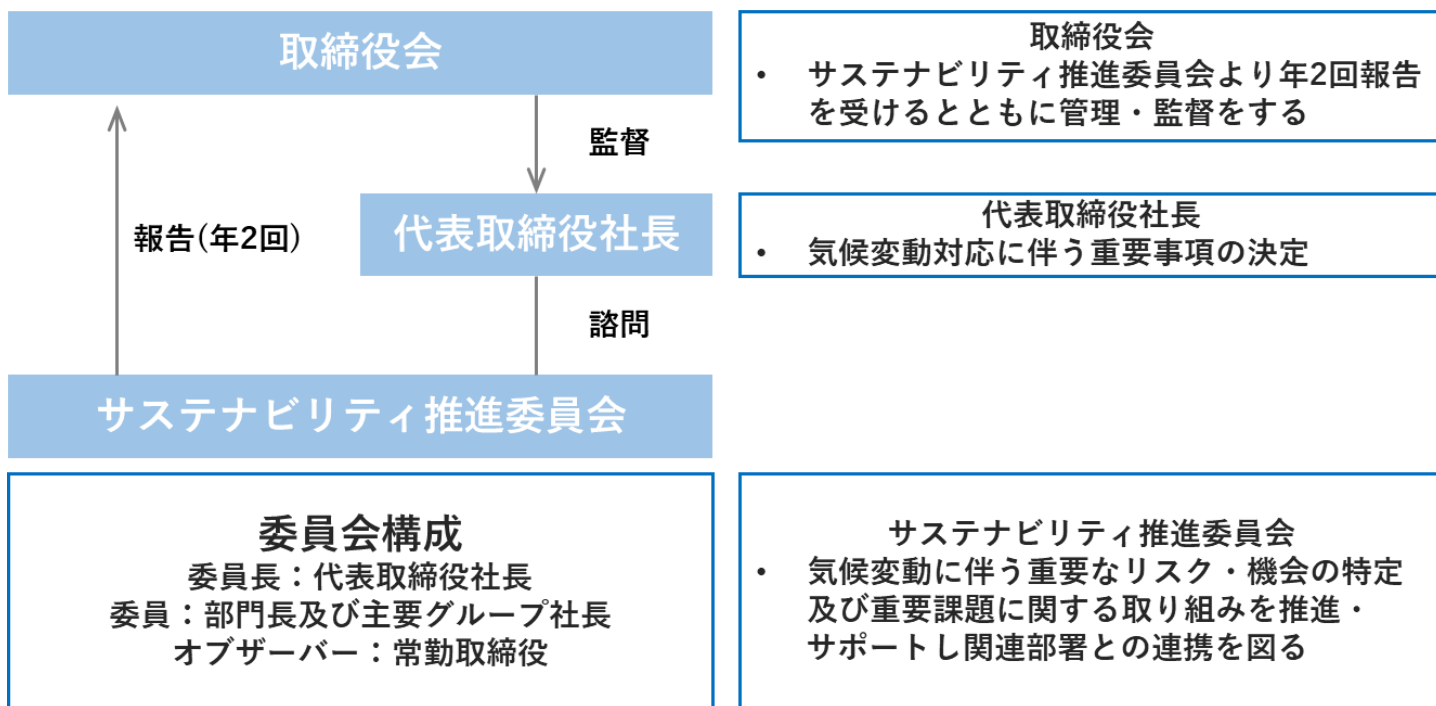 取締役会
監督
代表取締役社長
報告(年2回)
諮問
サステナビリティ推進委員会
委員会構成
委員長：代表取締役社長
委員：部門長及び主要グループ社長
オブザーバー：常勤取締役
取締役会
• サステナビリティ推進委員会より年2回報告
を受けるとともに管理・監督をする
代表取締役社長
• 気候変動対応に伴う重要事項の決定
サステナビリティ推進委員会
• 気候変動に伴う重要なリスク・機会の特定
及び重要課題に関する取り組みを推進・
サポートし関連部署との連携を図る